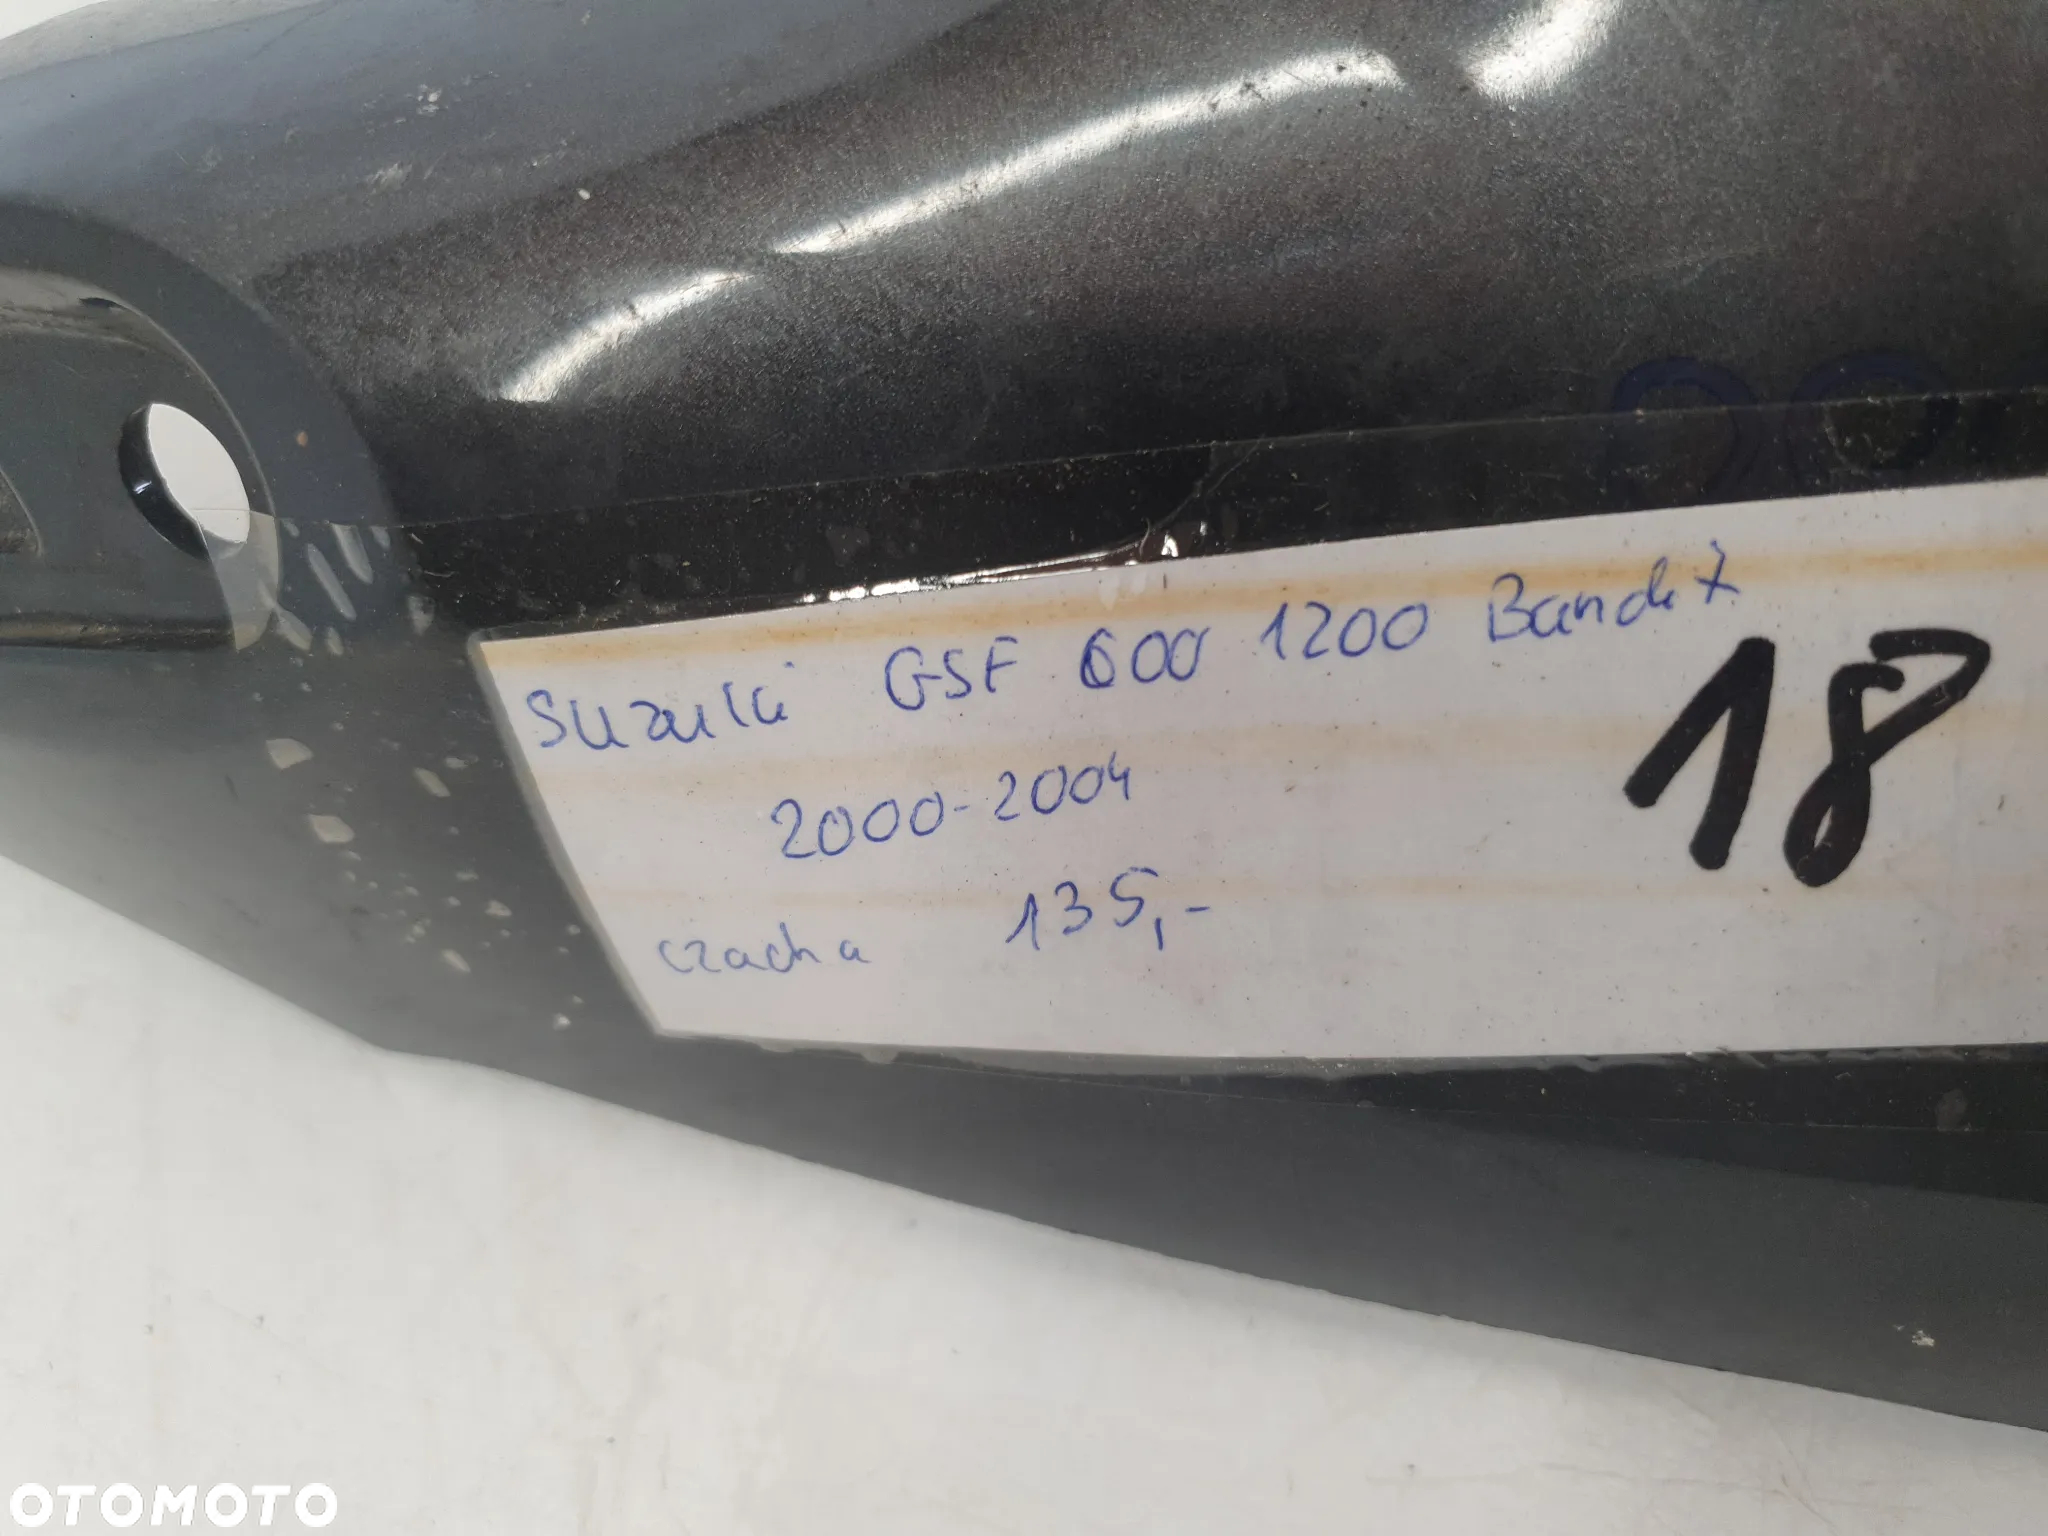 Suzuki GSF 600 1200 Bandit
18
2000-2004
czacha 135,-
OTOMOTO